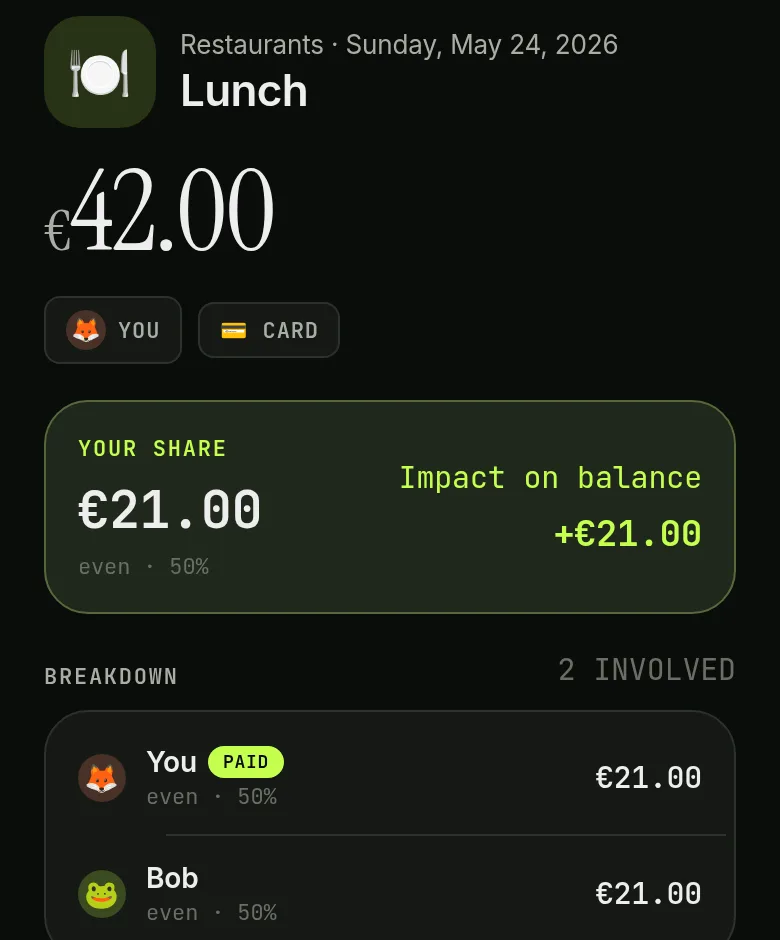 Restaurants · Sunday, May 24, 2026
Lunch
€42.00
YOU
CARD
YOUR SHARE
€21.00
even · 50%
Impact on balance
+€21.00
BREAKDOWN
2 INVOLVED
You PAID
even · 50%
€21.00
Bob
even · 50%
€21.00